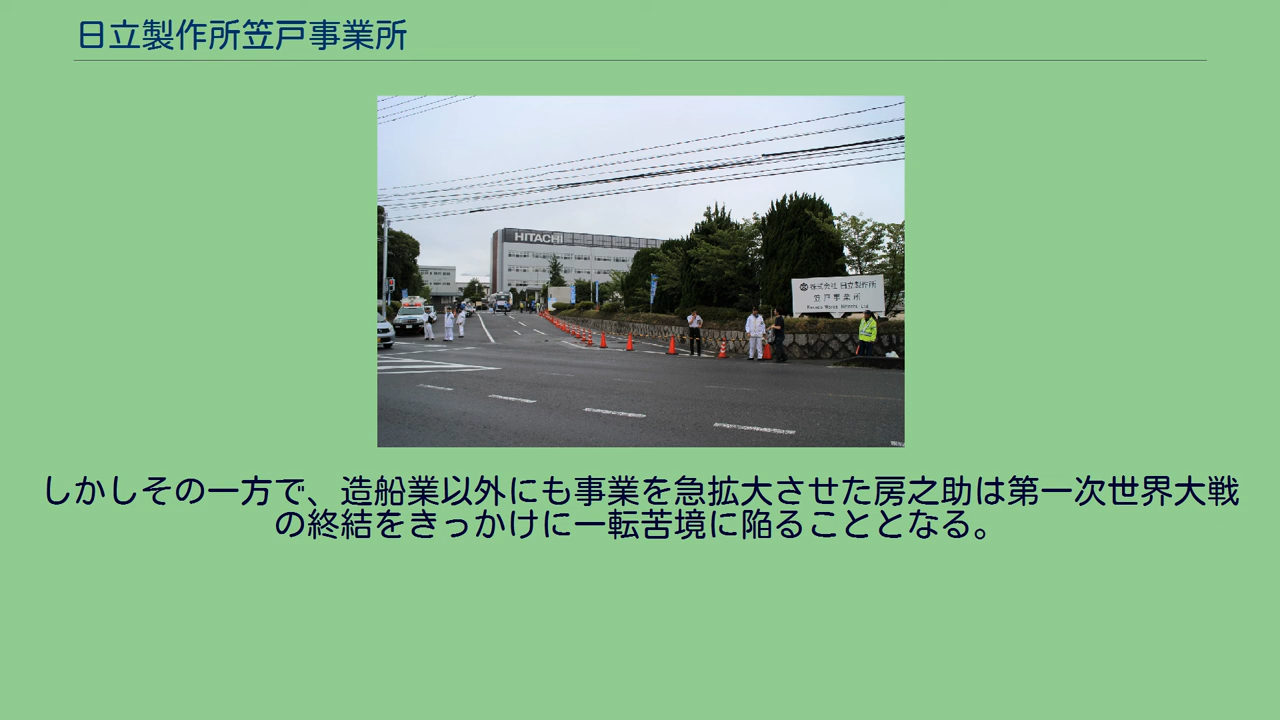 日立製作所笠戸事業所
HITACHI
株式会社 日立製作所
笠戸事業所
Kasado Works Hitachi Ltd
しかしその一方で、造船業以外にも事業を急拡大させた房之助は第一次世界大戦
の終結をきっかけに一転苦境に陥ることとなる。